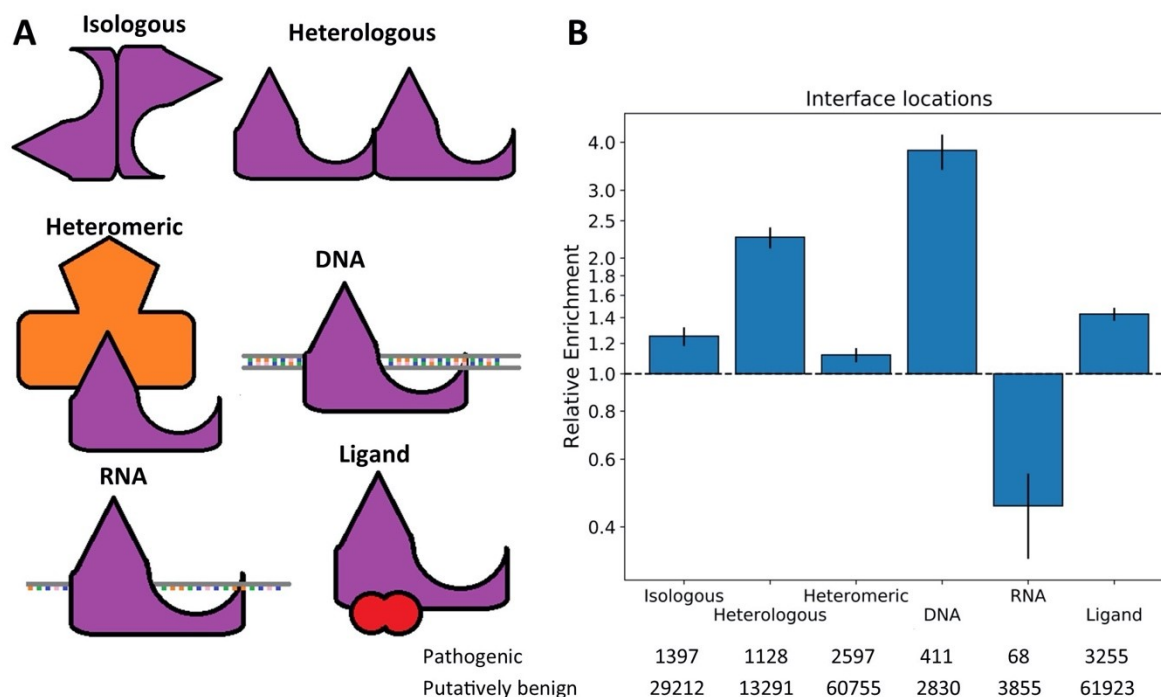 A
Isologous
Heterologous
Heteromeric
DNA
RNA
Ligand
B
Interface locations
Relative Enrichment
4.0
3.0
2.5
2.0
1.8
1.6
1.4
1.2
1.0
0.8
0.6
0.4
Isologous
Heterologous
Heteromeric
DNA
RNA
Ligand
Pathogenic 1397 1128 2597 411 68 3255
Putatively benign 29212 13291 60755 2830 3855 61923